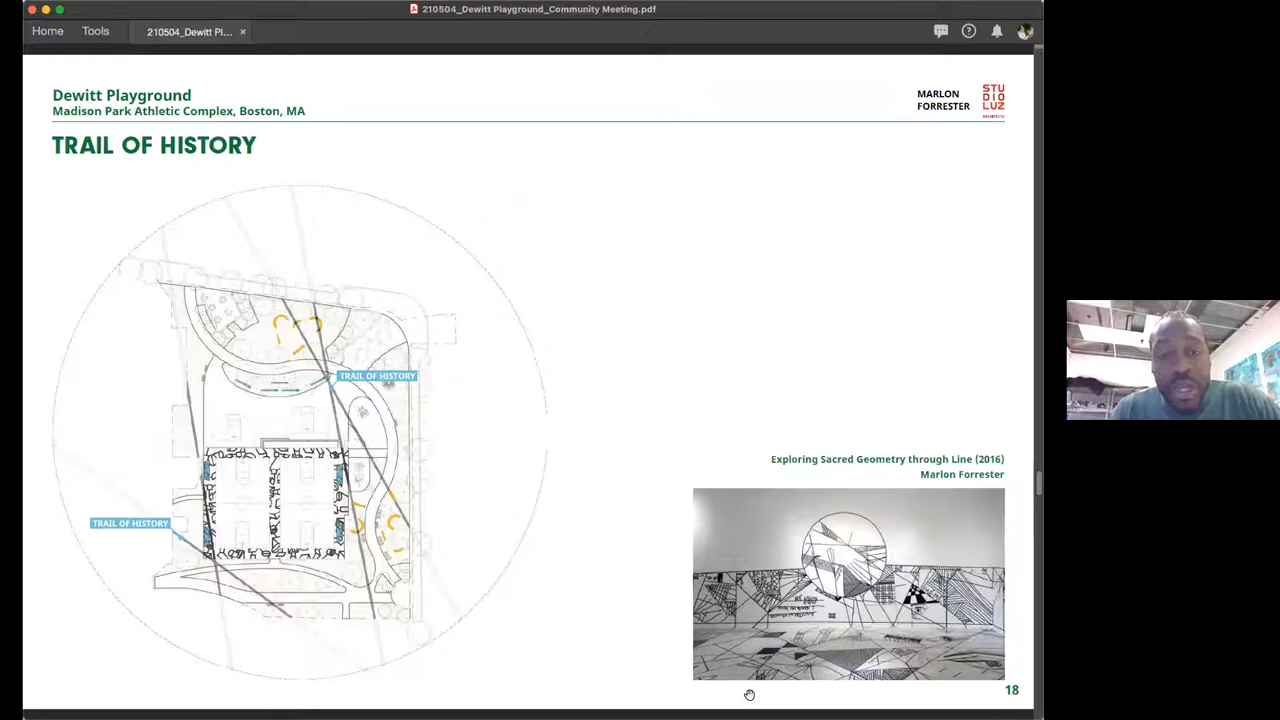 210504_Dewitt Playground_Community Meeting.pdf
Home
Tools
210504_Dewitt Pl...
Dewitt Playground
Madison Park Athletic Complex, Boston, MA
MARLON
FORRESTER
STU
DIO
LUZ
ARCHITECTS
TRAIL OF HISTORY
TRAIL OF HISTORY
TRAIL OF HISTORY
Exploring Sacred Geometry through Line (2016)
Marlon Forrester
18